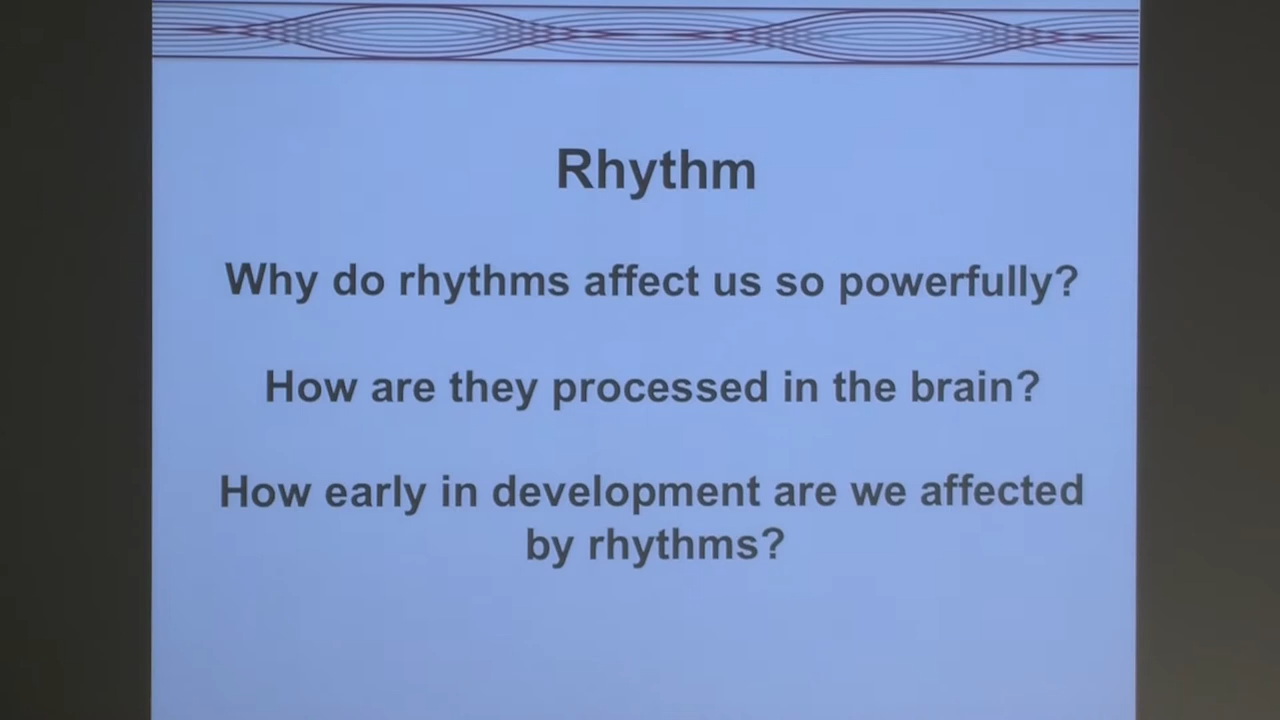 Rhythm
Why do rhythms affect us so powerfully?
How are they processed in the brain?
How early in development are we affected
by rhythms?